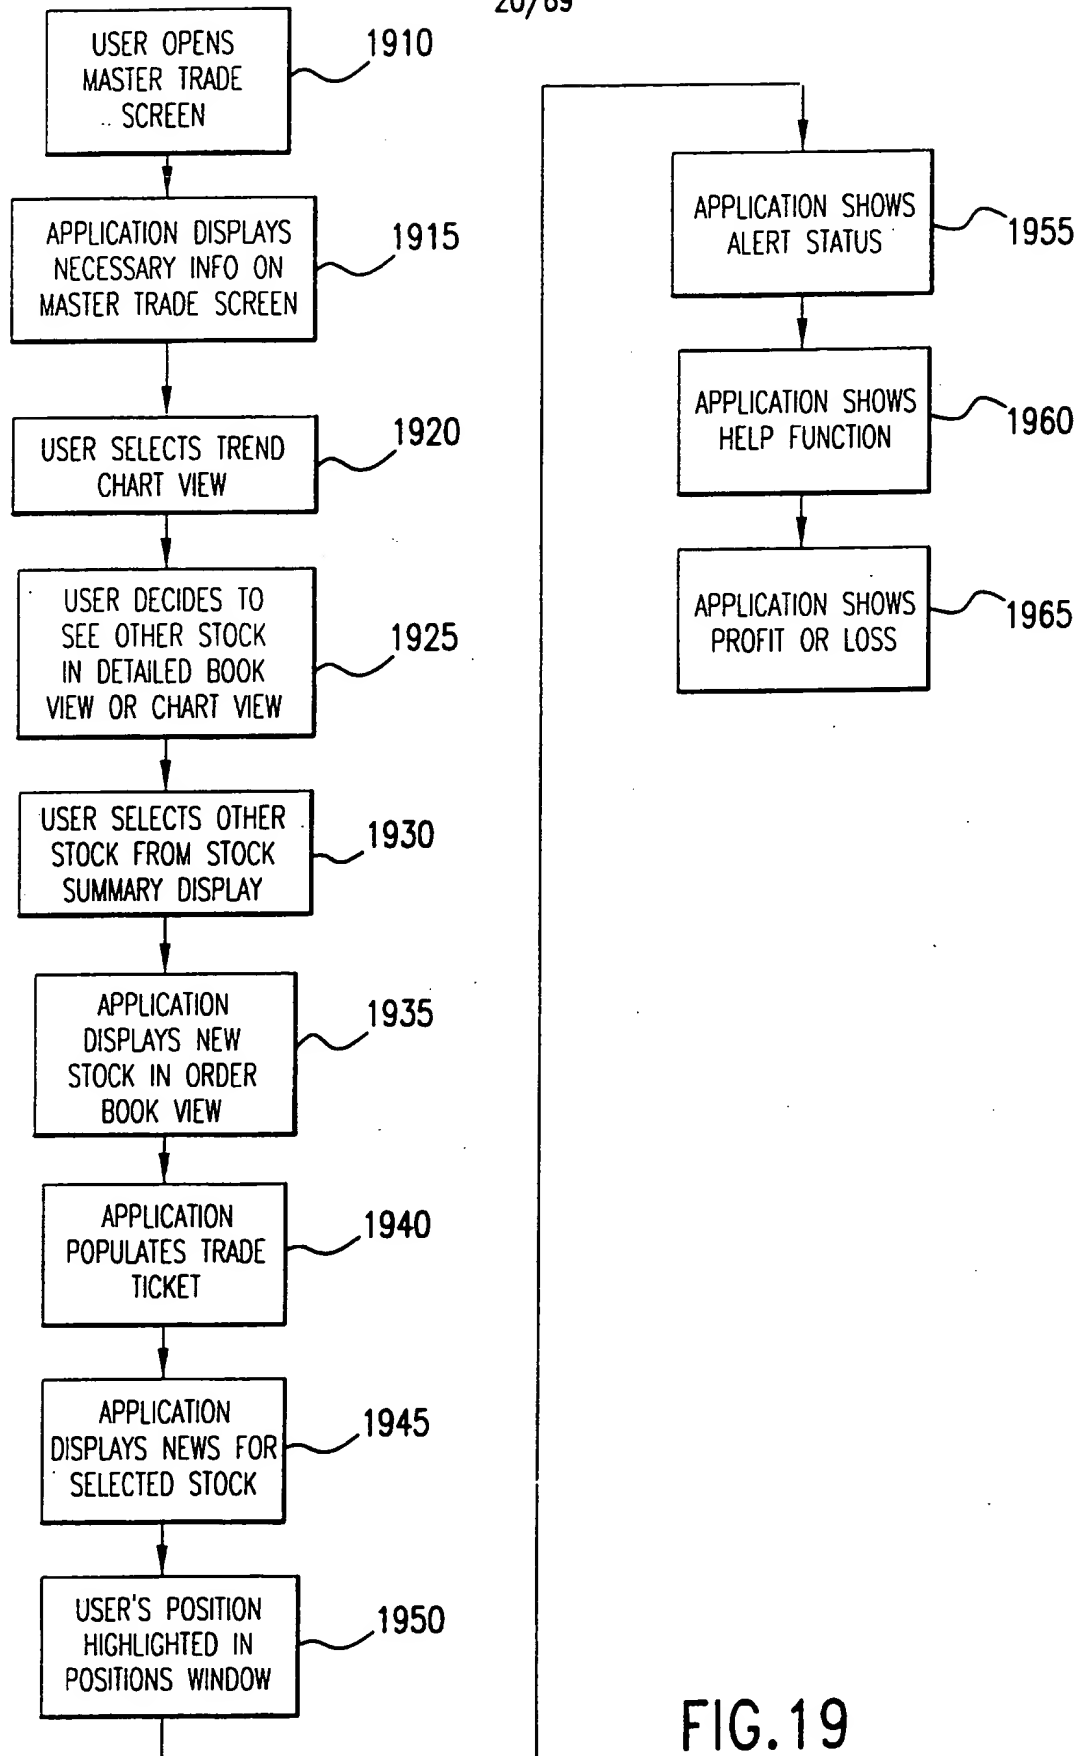 20/69
USER OPENS
MASTER TRADE
SCREEN
1910
APPLICATION DISPLAYS
NECESSARY INFO ON
MASTER TRADE SCREEN
1915
USER SELECTS TREND
CHART VIEW
1920
USER DECIDES TO
SEE OTHER STOCK
IN DETAILED BOOK
VIEW OR CHART VIEW
1925
USER SELECTS OTHER
STOCK FROM STOCK
SUMMARY DISPLAY
1930
APPLICATION
DISPLAYS NEW
STOCK IN ORDER
BOOK VIEW
1935
APPLICATION
POPULATES TRADE
TICKET
1940
APPLICATION
DISPLAYS NEWS FOR
SELECTED STOCK
1945
USER'S POSITION
HIGHLIGHTED IN
POSITIONS WINDOW
1950
APPLICATION SHOWS
ALERT STATUS
1955
APPLICATION SHOWS
HELP FUNCTION
1960
APPLICATION SHOWS
PROFIT OR LOSS
1965
FIG.19